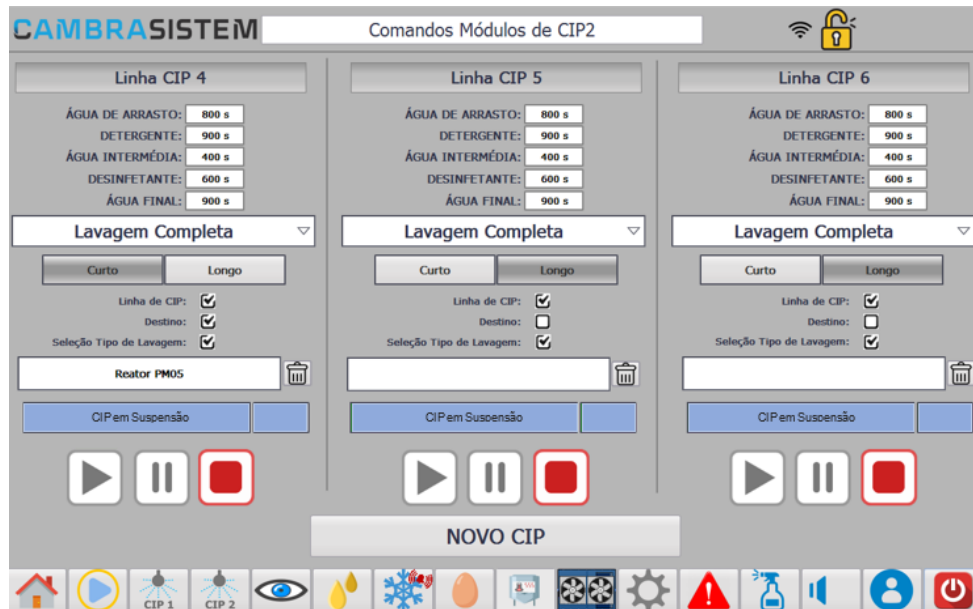 CAMBRASISTEM
Comandos Módulos de CIP2
Linha CIP 4
ÁGUA DE ARRASTO: 800 s
DETERGENTE: 900 s
ÁGUA INTERMÉDIA: 400 s
DESINFETANTE: 600 s
ÁGUA FINAL: 900 s
Lavagem Completa
Curto Longo
Linha de CIP:
Destino:
Seleção Tipo de Lavagem:
Reator PM05
CIP em Suspensão
Linha CIP 5
ÁGUA DE ARRASTO: 800 s
DETERGENTE: 900 s
ÁGUA INTERMÉDIA: 400 s
DESINFETANTE: 600 s
ÁGUA FINAL: 900 s
Lavagem Completa
Curto Longo
Linha de CIP:
Destino:
Seleção Tipo de Lavagem:
CIP em Suspensão
Linha CIP 6
ÁGUA DE ARRASTO: 800 s
DETERGENTE: 900 s
ÁGUA INTERMÉDIA: 400 s
DESINFETANTE: 600 s
ÁGUA FINAL: 900 s
Lavagem Completa
Curto Longo
Linha de CIP:
Destino:
Seleção Tipo de Lavagem:
CIP em Suspensão
NOVO CIP
CIP 1
CIP 2